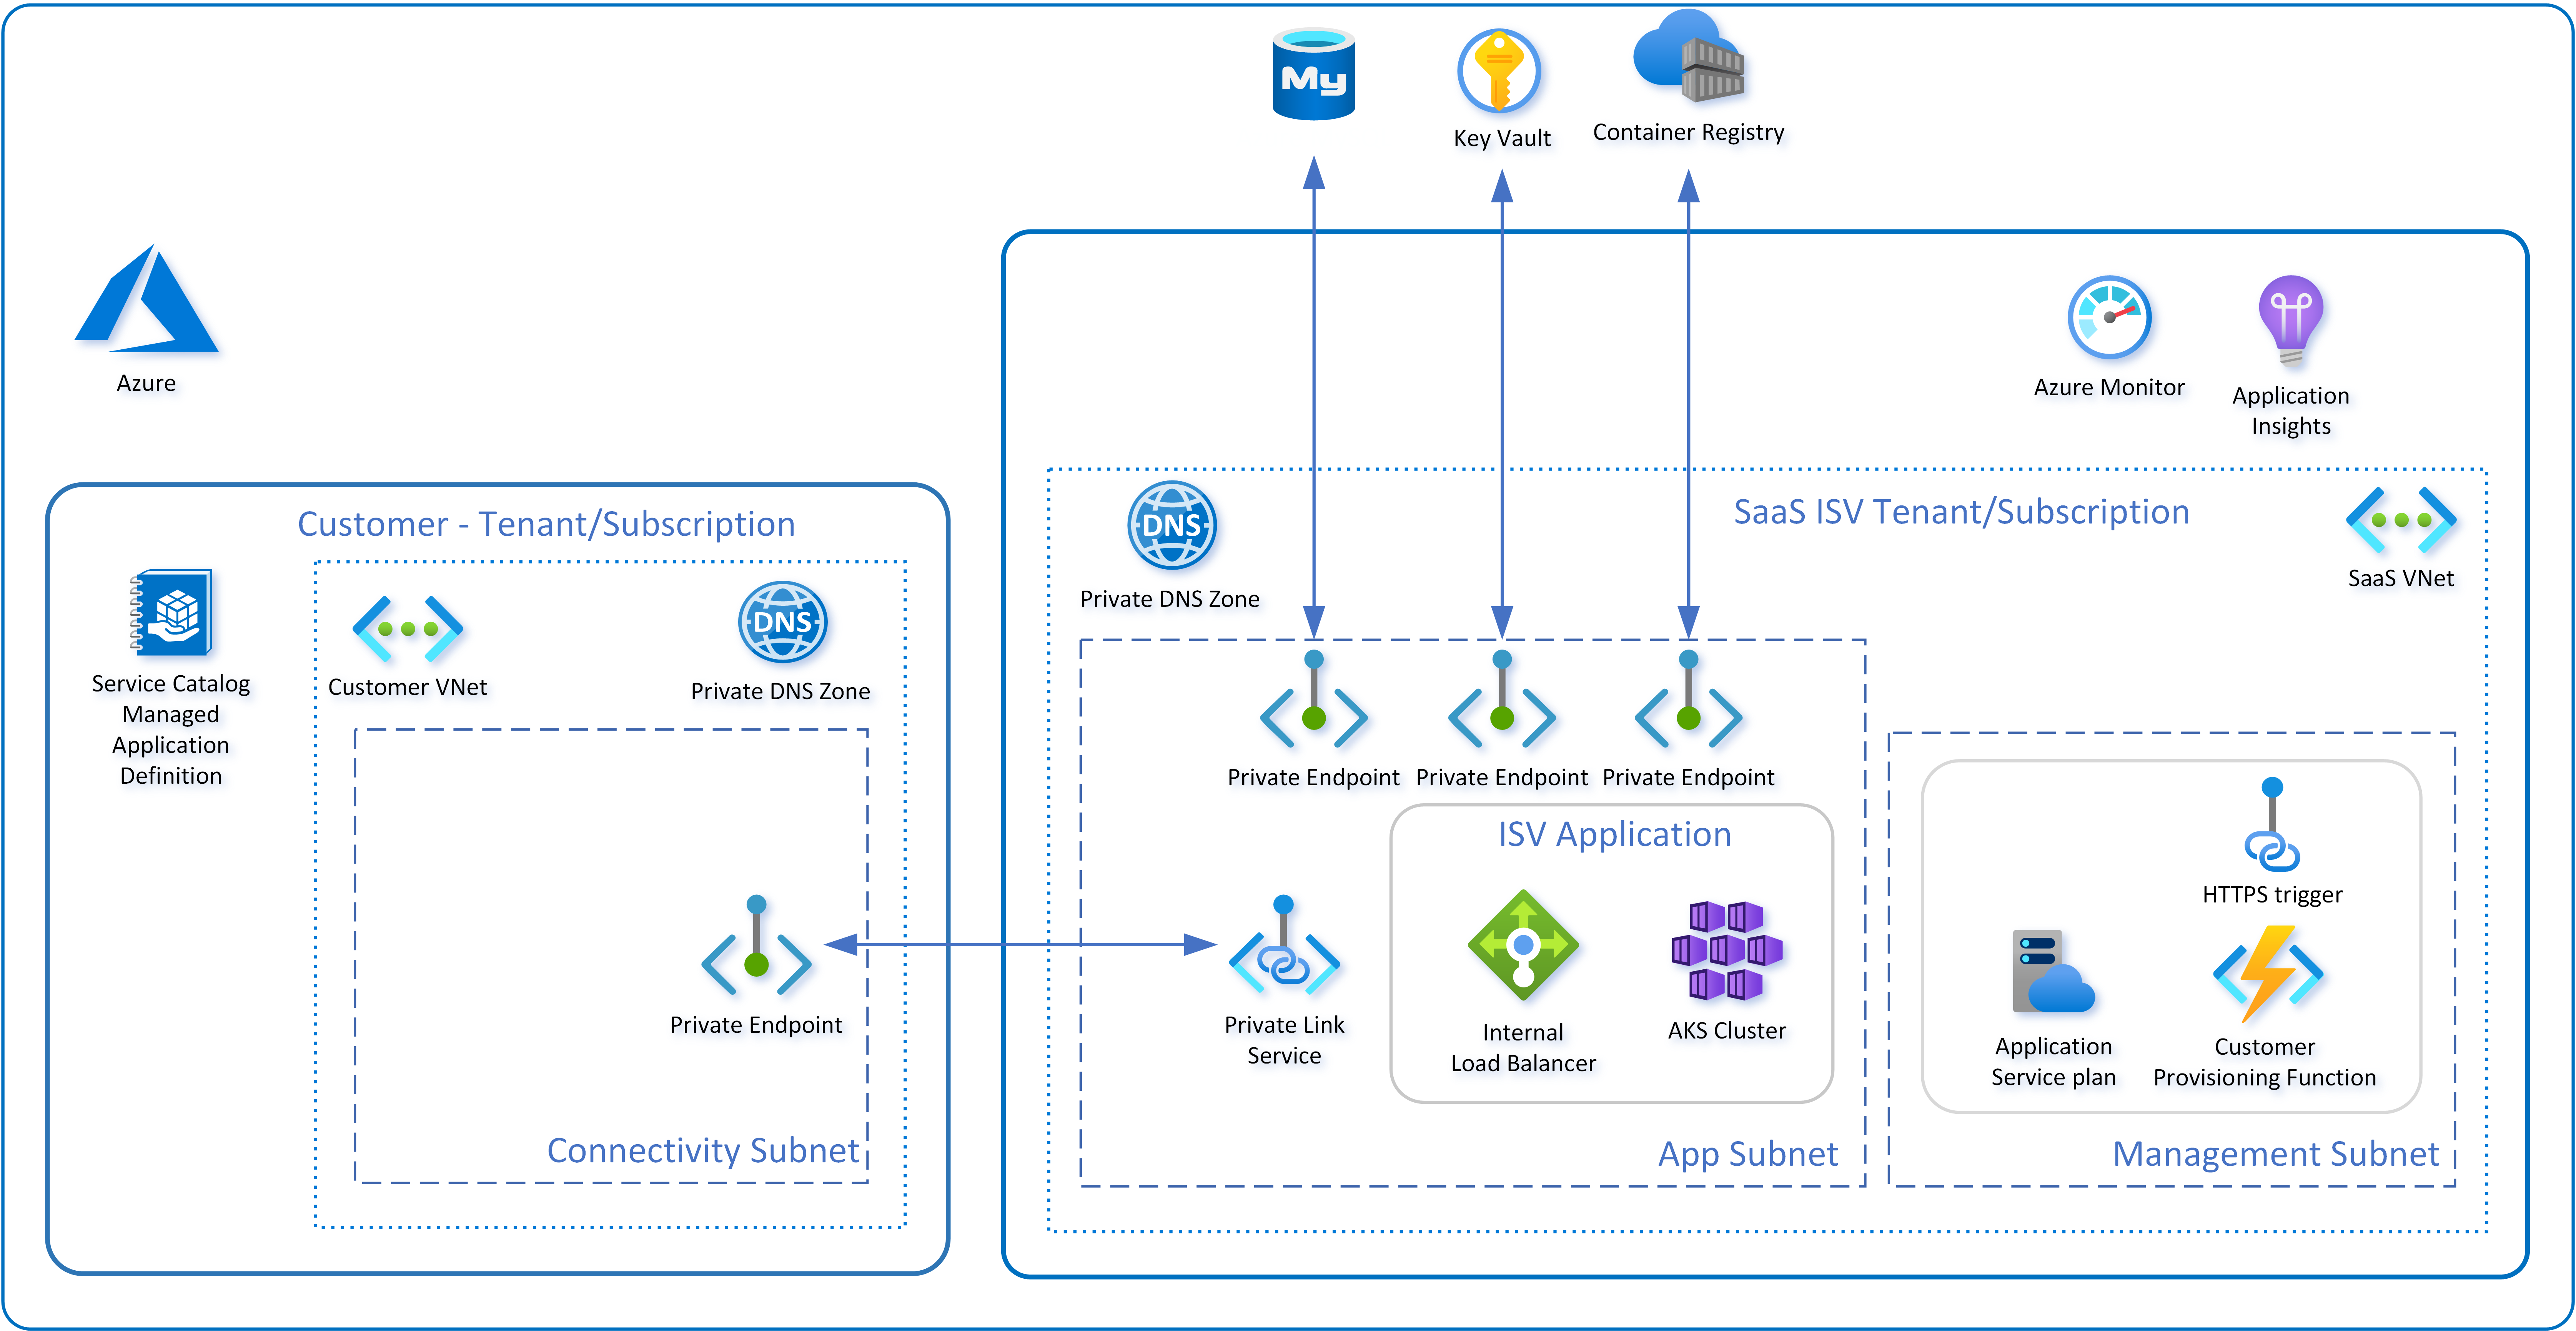 My
Key Vault
Container Registry
Azure
Azure Monitor
Application
Insights
Customer - Tenant/Subscription
Service Catalog
Managed
Application
Definition
Customer VNet
DNS
Private DNS Zone
Private Endpoint
Connectivity Subnet
DNS
Private DNS Zone
SaaS ISV Tenant/Subscription
SaaS VNet
Private Endpoint
Private Endpoint
Private Endpoint
ISV Application
Private Link
Service
Internal
Load Balancer
AKS Cluster
App Subnet
HTTPS trigger
Application
Service plan
Customer
Provisioning Function
Management Subnet